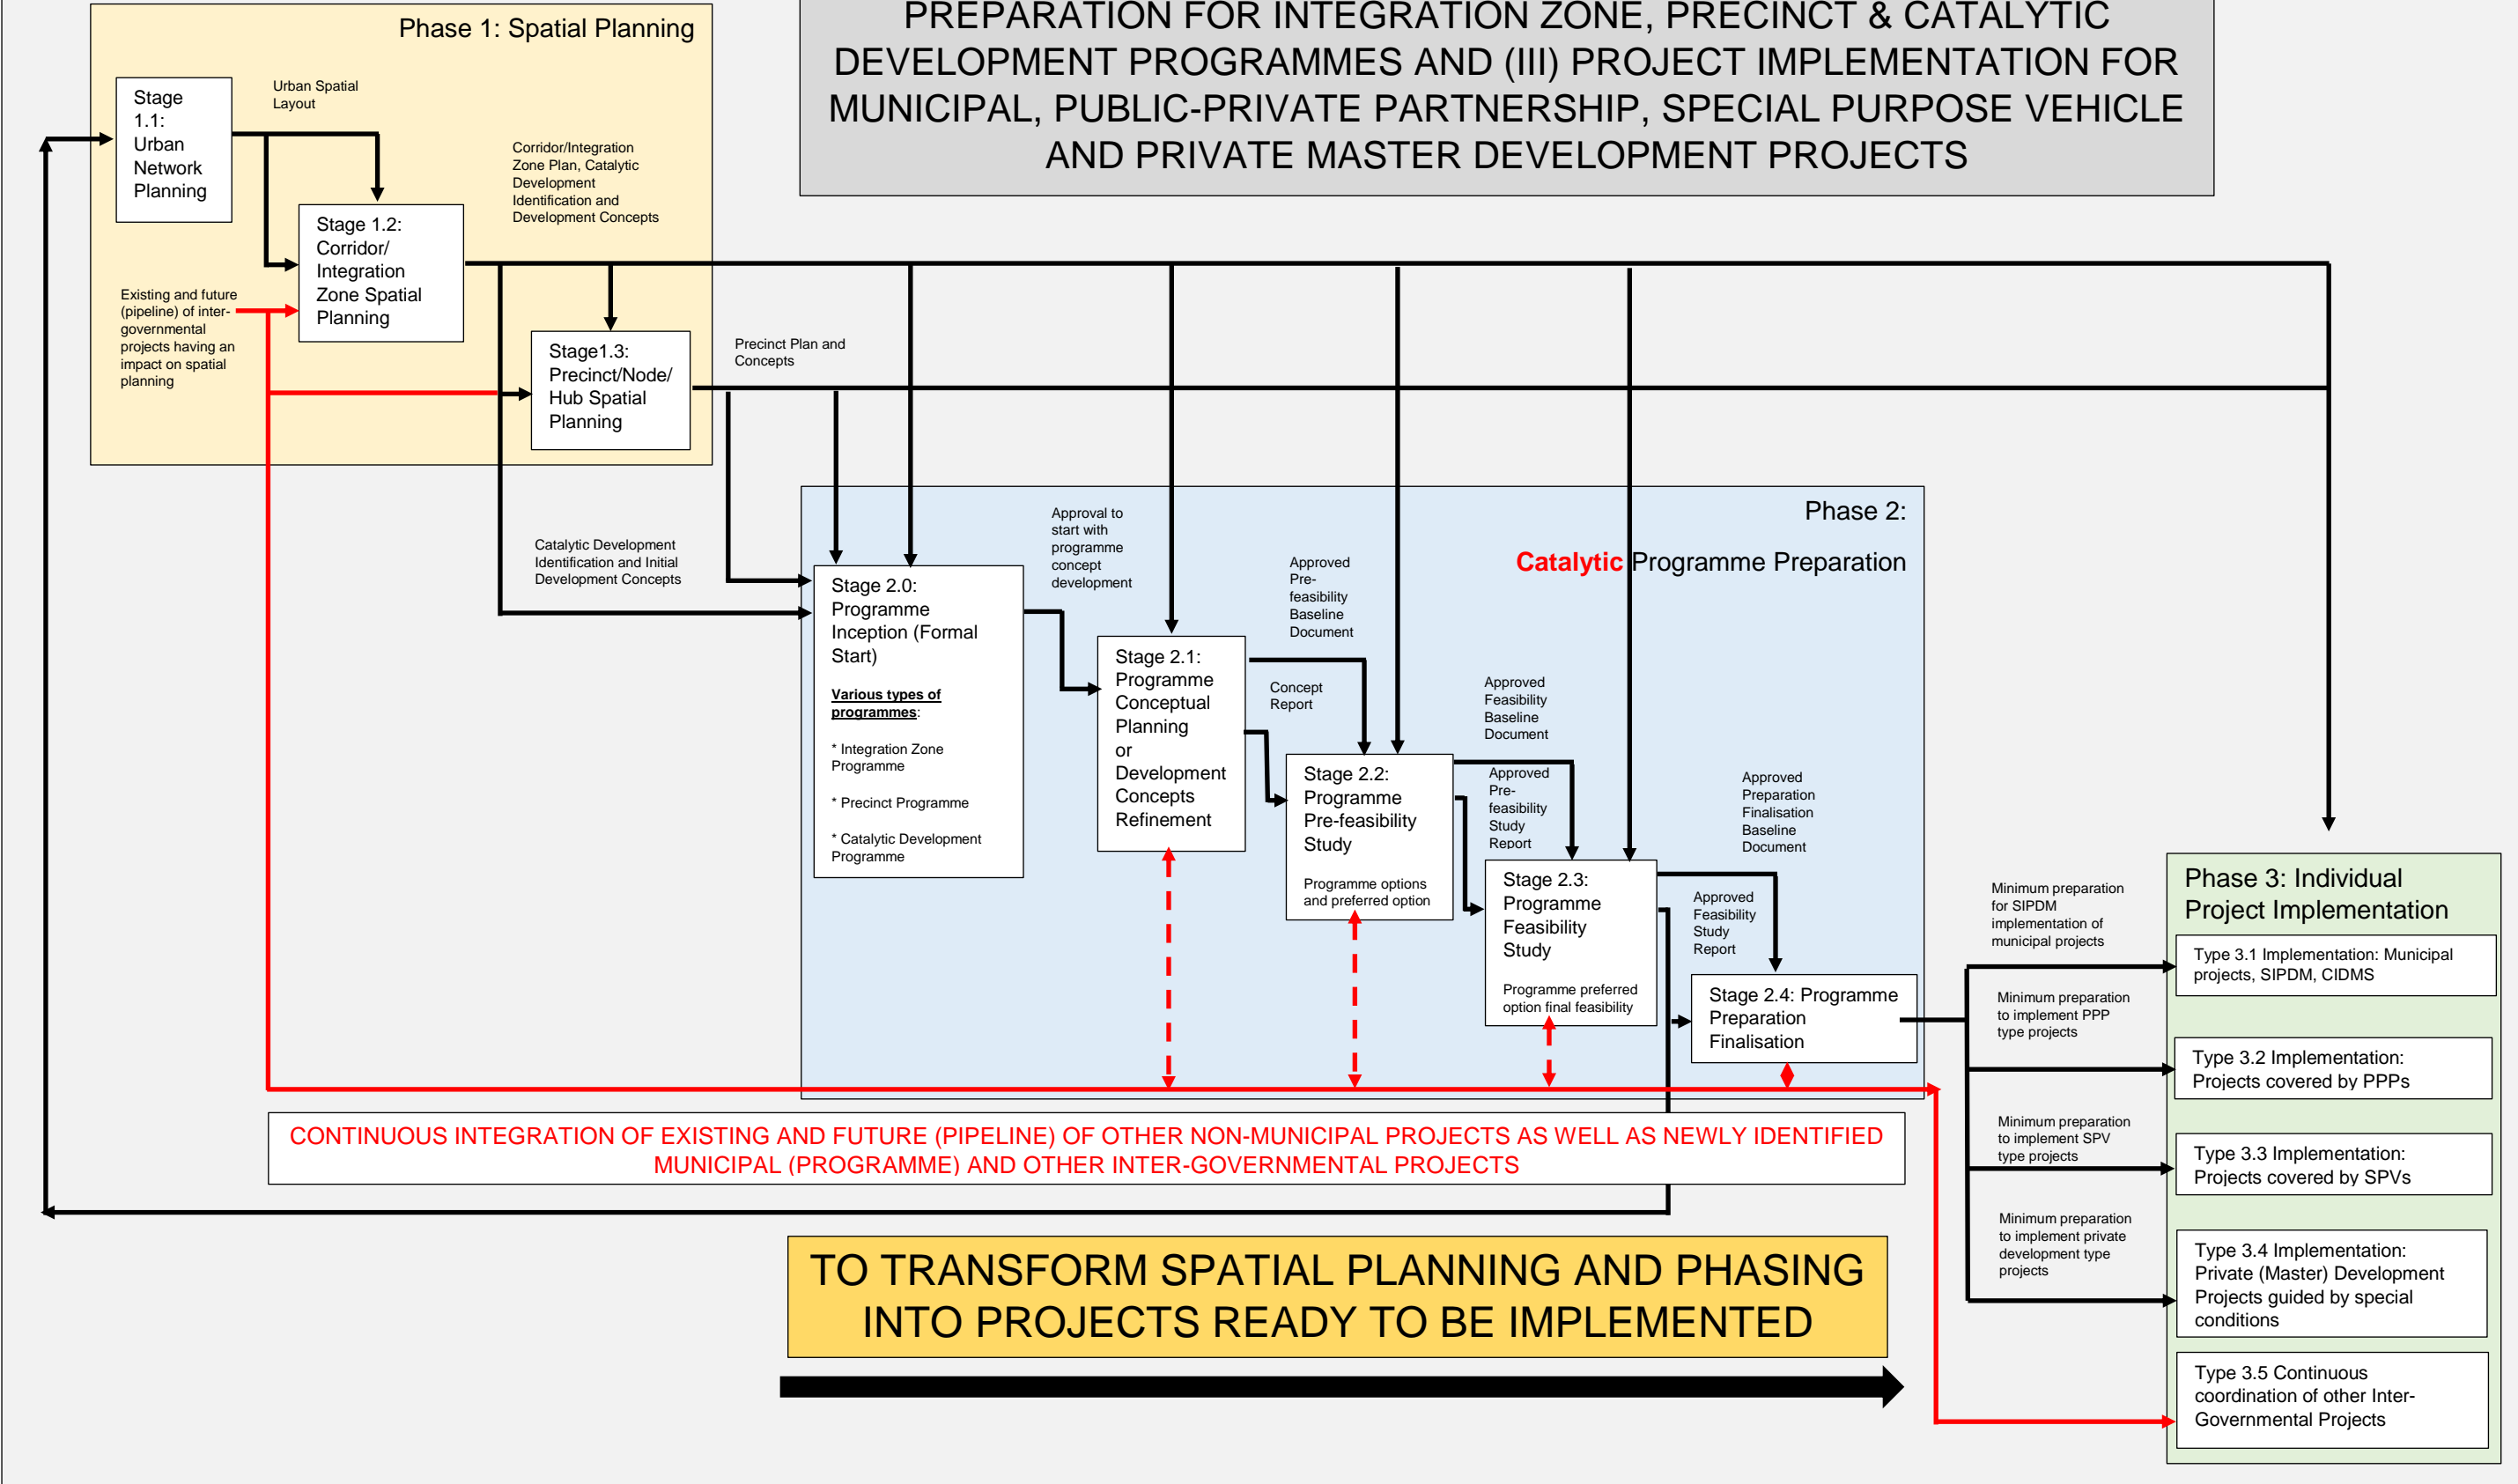 PREPARATION FOR INTEGRATION ZONE, PRECINCT & CATALYTIC
DEVELOPMENT PROGRAMMES AND (III) PROJECT IMPLEMENTATION FOR
MUNICIPAL, PUBLIC-PRIVATE PARTNERSHIP, SPECIAL PURPOSE VEHICLE
AND PRIVATE MASTER DEVELOPMENT PROJECTS
Phase 1: Spatial Planning
Stage
1.1:
Urban
Network
Planning
Urban Spatial
Layout
Corridor/Integration
Zone Plan, Catalytic
Development
Identification and
Development Concepts
Stage 1.2:
Corridor/
Integration
Zone Spatial
Planning
Existing and future
(pipeline) of inter-
governmental
projects having an
impact on spatial
planning
Stage1.3:
Precinct/Node/
Hub Spatial
Planning
Precinct Plan and
Concepts
Phase 2:
Catalytic Programme Preparation
Catalytic Development
Identification and Initial
Development Concepts
Approval to
start with
programme
concept
development
Stage 2.0:
Programme
Inception (Formal
Start)
Various types of
programmes:
* Integration Zone
Programme
* Precinct Programme
* Catalytic Development
Programme
Approved
Pre-
feasibility
Baseline
Document
Stage 2.1:
Programme
Conceptual
Planning
or
Development
Concepts
Refinement
Concept
Report
Approved
Feasibility
Baseline
Document
Stage 2.2:
Programme
Pre-feasibility
Study
Programme options
and preferred option
Approved
Pre-
feasibility
Study
Report
Approved
Preparation
Finalisation
Baseline
Document
Stage 2.3:
Programme
Feasibility
Study
Programme preferred
option final feasibility
Approved
Feasibility
Study
Report
Stage 2.4: Programme
Preparation
Finalisation
Minimum preparation
for SIPDM
implementation of
municipal projects
Minimum preparation
to implement PPP
type projects
Minimum preparation
to implement SPV
type projects
Minimum preparation
to implement private
development type
projects
Phase 3: Individual
Project Implementation
Type 3.1 Implementation: Municipal
projects, SIPDM, CIDMS
Type 3.2 Implementation:
Projects covered by PPPs
Type 3.3 Implementation:
Projects covered by SPVs
Type 3.4 Implementation:
Private (Master) Development
Projects guided by special
conditions
Type 3.5 Continuous
coordination of other Inter-
Governmental Projects
CONTINUOUS INTEGRATION OF EXISTING AND FUTURE (PIPELINE) OF OTHER NON-MUNICIPAL PROJECTS AS WELL AS NEWLY IDENTIFIED
MUNICIPAL (PROGRAMME) AND OTHER INTER-GOVERNMENTAL PROJECTS
TO TRANSFORM SPATIAL PLANNING AND PHASING
INTO PROJECTS READY TO BE IMPLEMENTED